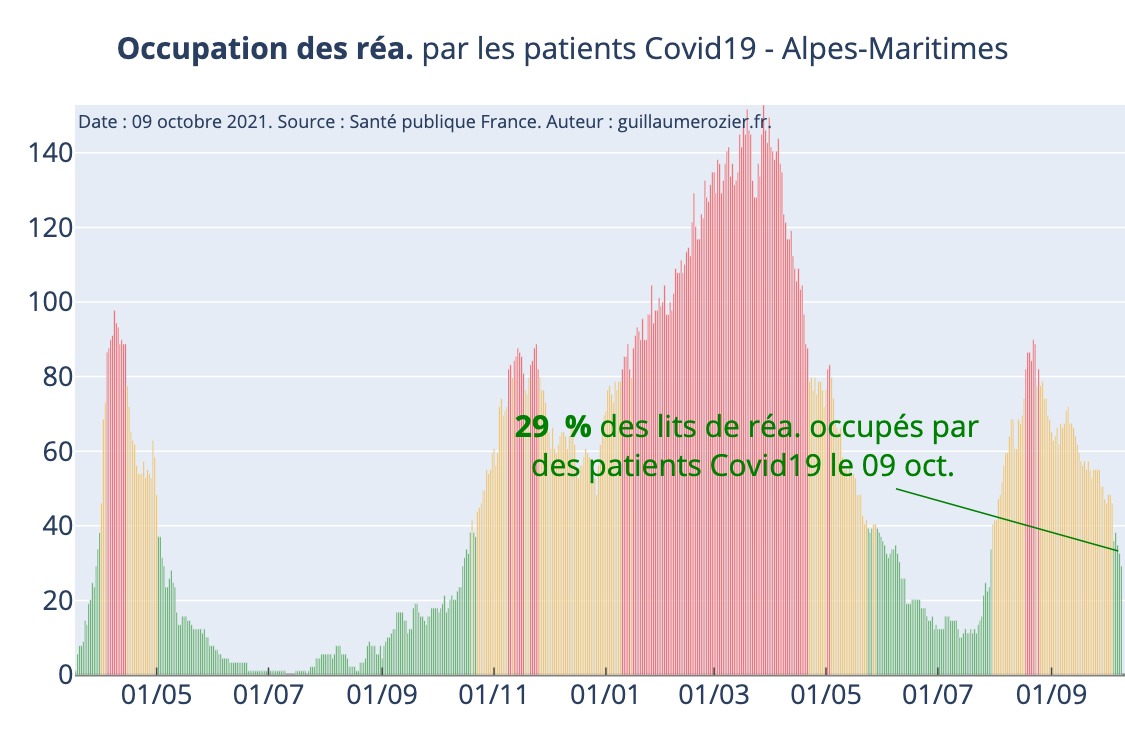 Occupation des réa. par les patients Covid19 - Alpes-Maritimes
Date : 09 octobre 2021. Source : Santé publique France. Auteur : guillaumerozier.fr.
140
120
100
80
60
40
20
0
29  % des lits de réa. occupés par
des patients Covid19 le 09 oct.
01/05 01/07 01/09 01/11 01/01 01/03 01/05 01/07 01/09